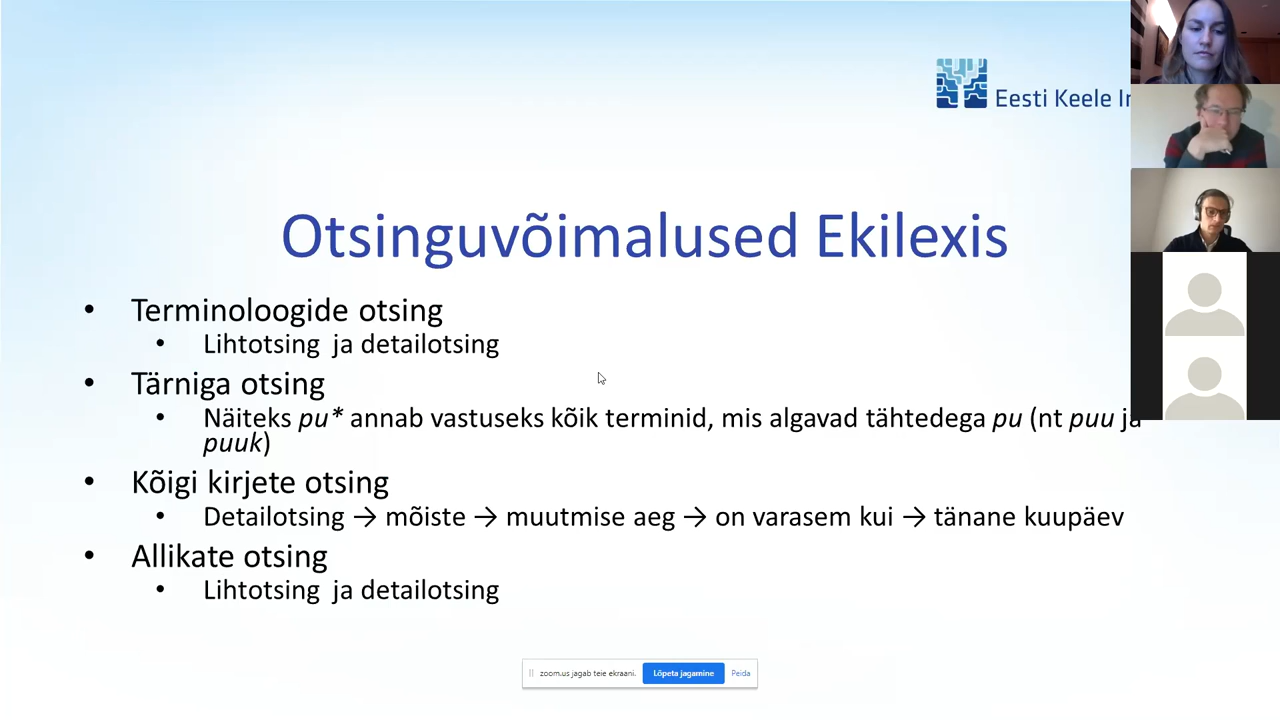 Eesti Keele
Otsinguvõimalused Ekilexis
• Terminoloogide otsing
• Lihtotsing ja detailotsing
• Tärniga otsing
• Näiteks pu* annab vastuseks kõik terminid, mis algavad tähtedega pu (nt puu ja
puuk)
• Kõigi kirjete otsing
• Detailotsing → mõiste → muutmise aeg → on varasem kui → tänane kuupäev
• Allikate otsing
• Lihtotsing ja detailotsing
zoom.us jagab teie ekraani. Lõpeta jagamine Peida